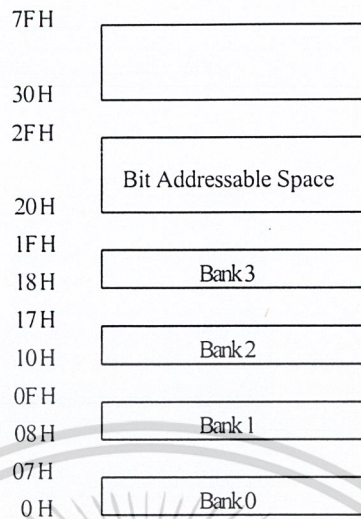 7FH
30H
2FH
Bit Addressable Space
20H
1FH
Bank3
18H
17H
Bank2
10H
0FH
Bank1
08H
07H
Bank0
0H